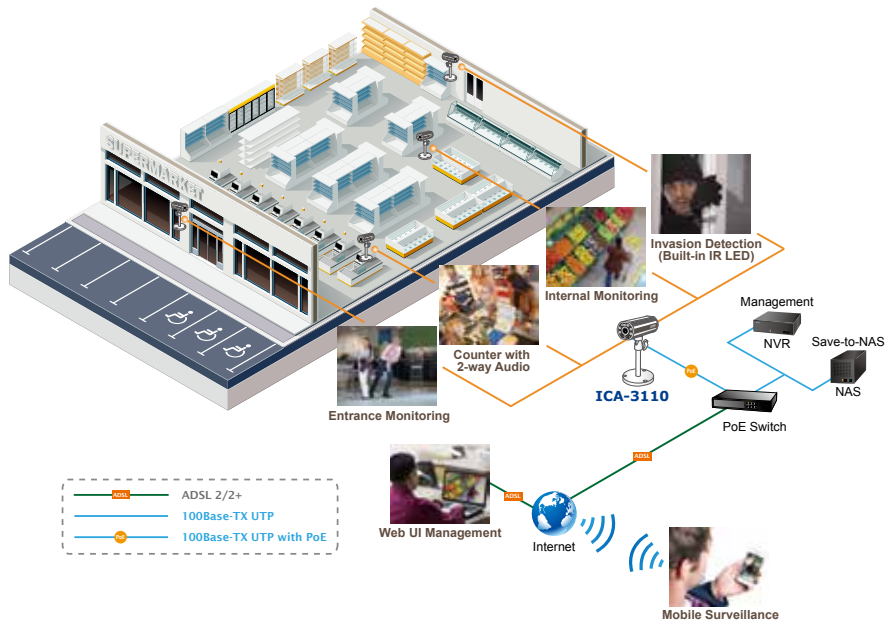 SUPERMARKET
Invasion Detection
(Built-in IR LED)
Internal Monitoring
Management
NVR
Save-to-NAS
NAS
Counter with
2-way Audio
PoE
ICA-3110
Entrance Monitoring
PoE Switch
ADSL
ADSL
Web UI Management
Internet
Mobile Surveillance
ADSL ADSL 2/2+
100Base-TX UTP
PoE 100Base-TX UTP with PoE